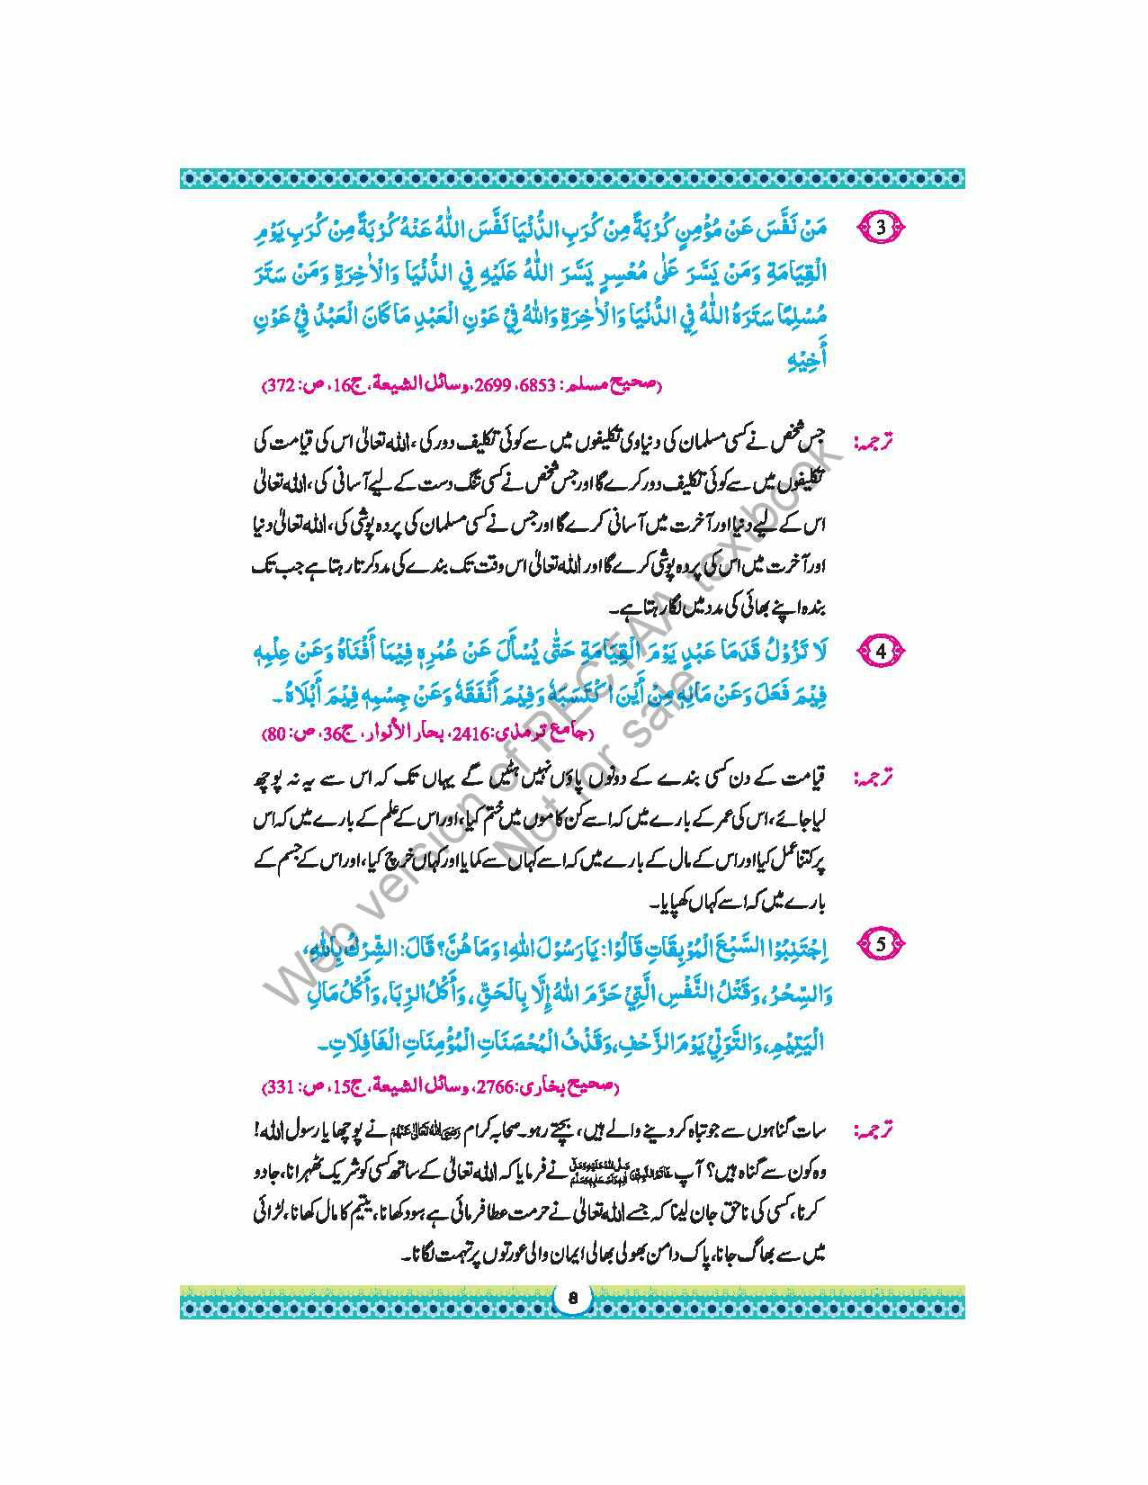 3
مَنْ نَفَّسَ عَنْ مُؤْمِنٍ كُرْبَةً مِنْ كُرَبِ الدُّنْيَا نَفَّسَ اللّٰهُ عَنْهُ كُرْبَةً مِنْ كُرَبِ يَوْمِ
الْقِيَامَةِ وَمَنْ يَسَّرَ عَلٰى مُعْسِرٍ يَسَّرَ اللّٰهُ عَلَيْهِ فِي الدُّنْيَا وَالْاٰخِرَةِ وَمَنْ سَتَرَ
مُسْلِمًا سَتَرَهُ اللّٰهُ فِي الدُّنْيَا وَالْاٰخِرَةِ وَاللّٰهُ فِيْ عَوْنِ الْعَبْدِ مَا كَانَ الْعَبْدُ فِيْ عَوْنِ
أَخِيْهِ
(صحیح مسلم: 6853، 2699، وسائل الشیعة، ج16، ص: 372)
ترجمہ: جس شخص نے کسی مسلمان کی دنیاوی تکلیفوں میں سے کوئی تکلیف دور کی، اللہ تعالیٰ اس کی قیامت کی
تکلیفوں میں سے کوئی تکلیف دور کرے گا اور جس شخص نے کسی تنگ دست کے لیے آسانی کی، اللہ تعالیٰ
اس کے لیے دنیا اور آخرت میں آسانی کرے گا اور جس نے کسی مسلمان کی پردہ پوشی کی، اللہ تعالیٰ دنیا
اور آخرت میں اس کی پردہ پوشی کرے گا اور اللہ تعالیٰ اس وقت تک بندے کی مدد کرتا رہتا ہے جب تک
بندہ اپنے بھائی کی مدد میں لگا رہتا ہے۔
4
لَا تَزُوْلُ قَدَمَا عَبْدٍ يَوْمَ الْقِيَامَةِ حَتّٰى يُسْأَلَ عَنْ عُمُرِهٖ فِيْمَا أَفْنَاهُ وَعَنْ عِلْمِهٖ
فِيْمَ فَعَلَ وَعَنْ مَالِهٖ مِنْ أَيْنَ اكْتَسَبَهُ وَفِيْمَ أَنْفَقَهُ وَعَنْ جِسْمِهٖ فِيْمَ أَبْلَاهُ۔
(جامع ترمذی: 2416، بحار الأنوار، ج36، ص: 80)
ترجمہ: قیامت کے دن کسی بندے کے دونوں پاؤں نہیں ہٹیں گے یہاں تک کہ اس سے یہ نہ پوچھ
لیا جائے، اس کی عمر کے بارے میں کہ اسے کن کاموں میں ختم کیا، اور اس کے علم کے بارے میں کہ اس
پر کتنا عمل کیا اور اس کے مال کے بارے میں کہ اسے کہاں سے کمایا اور کہاں خرچ کیا، اور اس کے جسم کے
بارے میں کہ اسے کہاں کھپایا۔
5
اِجْتَنِبُوْا السَّبْعَ الْمُوْبِقَاتِ قَالُوْا: يَا رَسُوْلَ اللّٰهِ! وَمَا هُنَّ؟ قَالَ: الشِّرْكُ بِاللّٰهِ،
وَالسِّحْرُ، وَقَتْلُ النَّفْسِ الَّتِيْ حَرَّمَ اللّٰهُ إِلَّا بِالْحَقِّ، وَأَكْلُ الرِّبَا، وَأَكْلُ مَالِ
الْيَتِيْمِ، وَالتَّوَلِّيْ يَوْمَ الزَّحْفِ، وَقَذْفُ الْمُحْصَنَاتِ الْمُؤْمِنَاتِ الْغَافِلَاتِ۔
(صحیح بخاری: 2766، وسائل الشیعة، ج15، ص: 331)
ترجمہ: سات گناہوں سے جو تباہ کر دینے والے ہیں، بچتے رہو۔ صحابہ کرام رَضِیَ اللہُ تَعَالٰی عَنْہُمْ نے پوچھا یا رسول اللہ!
وہ کون سے گناہ ہیں؟ آپ نے فرمایا کہ اللہ تعالیٰ کے ساتھ کسی کو شریک ٹھہرانا، جادو
کرنا، کسی کی ناحق جان لینا کہ جسے اللہ تعالیٰ نے حرمت عطا فرمائی ہے سود کھانا، یتیم کا مال کھانا، لڑائی
میں سے بھاگ جانا، پاک دامن بھولی بھالی ایمان والی عورتوں پر تہمت لگانا۔
8
Web version of PECTAA textbook
Not for sale